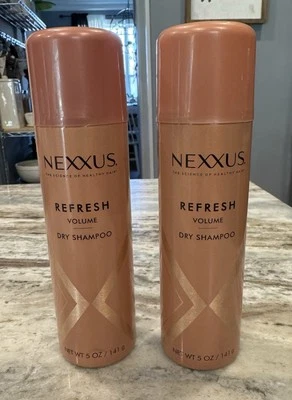 NEXXUS
THE SCIENCE OF HEALTHY HAIR
REFRESH
VOLUME
DRY SHAMPOO
NET WT 5 OZ / 141 g
NEXXUS
THE SCIENCE OF HEALTHY HAIR
REFRESH
VOLUME
DRY SHAMPOO
NET WT 5 OZ / 141 g